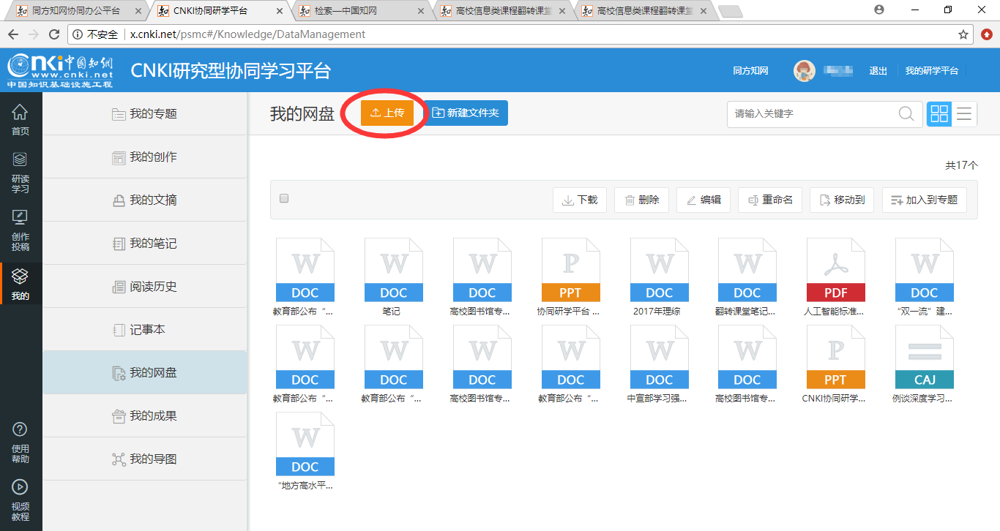 同方知网协同办公平台
CNKI协同研学平台
检索—中国知网
高校信息类课程翻转课堂
高校信息类课程翻转课堂
不安全 x.cnki.net/psmc#/Knowledge/DataManagement
Cnki中国知网
www.cnki.net
中国知识基础设施工程
CNKI研究型协同学习平台
同方知网
退出
我的研学平台
首页
研读
学习
创作
投稿
我的
使用
帮助
视频
教程
我的专题
我的创作
我的文摘
我的笔记
阅读历史
记事本
我的网盘
我的成果
我的导图
我的网盘
上传
新建文件夹
请输入关键字
共17个
下载
删除
编辑
重命名
移动到
加入到专题
W W W P W W W
DOC DOC DOC PPT DOC DOC PDF DOC
教育部公布“... 笔记 高校图书馆专... 协同研学平台 ... 2017年理综 翻转课堂笔记... 人工智能标准... “双一流”建...
W W W W W W P
DOC DOC DOC DOC DOC DOC PPT CAJ
教育部公布“... 教育部公布“... 高校图书馆专... 教育部公布“... 中宣部学习强... 高校图书馆专... CNKI协同研学... 例谈深度学习...
W
DOC
“地方高水平...